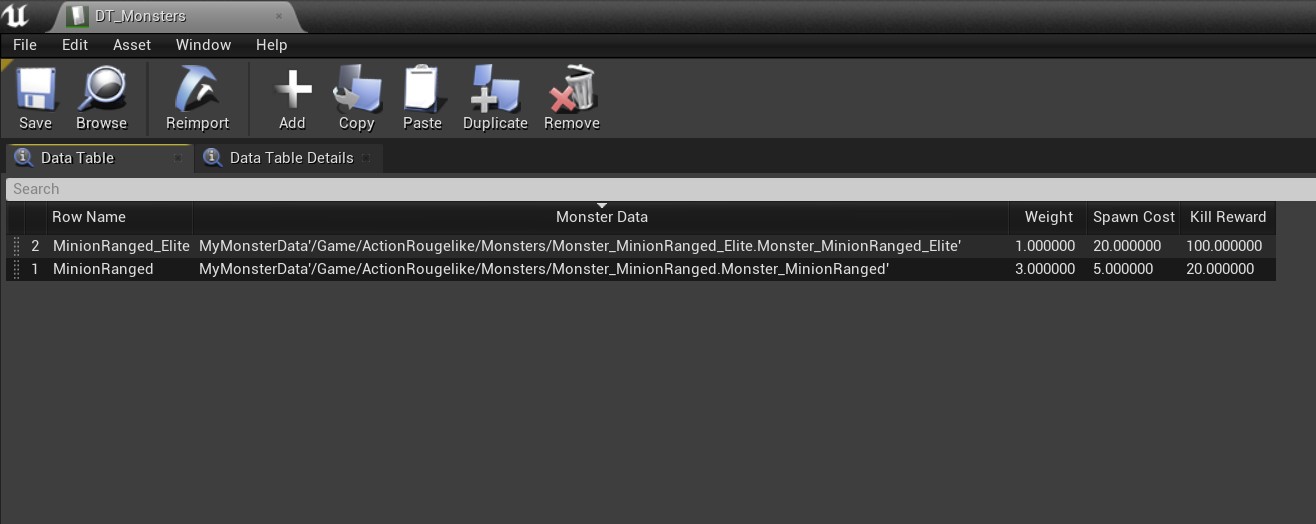 DT_Monsters
File Edit Asset Window Help
Save Browse Reimport Add Copy Paste Duplicate Remove
Data Table Data Table Details
Search
Row Name Monster Data Weight Spawn Cost Kill Reward
2 MinionRanged_Elite MyMonsterData'/Game/ActionRougelike/Monsters/Monster_MinionRanged_Elite.Monster_MinionRanged_Elite' 1.000000 20.000000 100.000000
1 MinionRanged MyMonsterData'/Game/ActionRougelike/Monsters/Monster_MinionRanged.Monster_MinionRanged' 3.000000 5.000000 20.000000